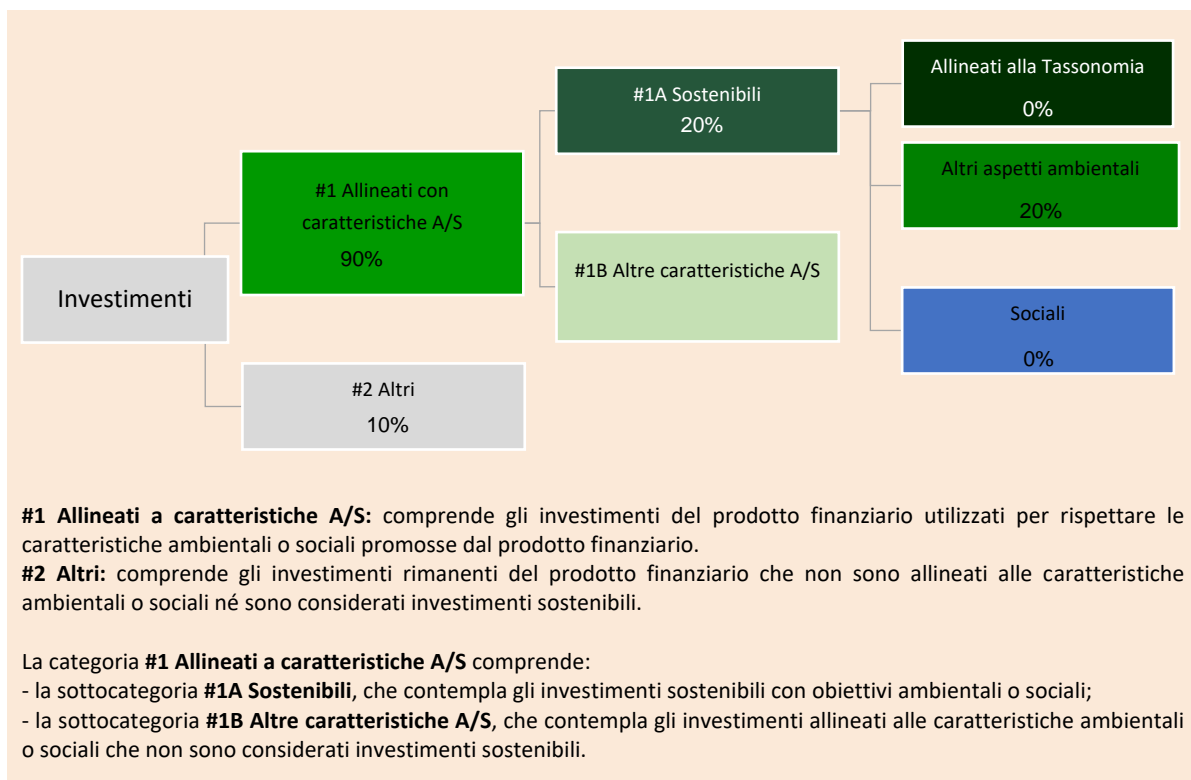 Allineati alla Tassonomia
0%
#1A Sostenibili
20%
Altri aspetti ambientali
20%
#1 Allineati con
caratteristiche A/S
90%
#1B Altre caratteristiche A/S
Investimenti
Sociali
0%
#2 Altri
10%
#1 Allineati a caratteristiche A/S: comprende gli investimenti del prodotto finanziario utilizzati per rispettare le
caratteristiche ambientali o sociali promosse dal prodotto finanziario.
#2 Altri: comprende gli investimenti rimanenti del prodotto finanziario che non sono allineati alle caratteristiche
ambientali o sociali né sono considerati investimenti sostenibili.
La categoria #1 Allineati a caratteristiche A/S comprende:
- la sottocategoria #1A Sostenibili, che contempla gli investimenti sostenibili con obiettivi ambientali o sociali;
- la sottocategoria #1B Altre caratteristiche A/S, che contempla gli investimenti allineati alle caratteristiche ambientali
o sociali che non sono considerati investimenti sostenibili.